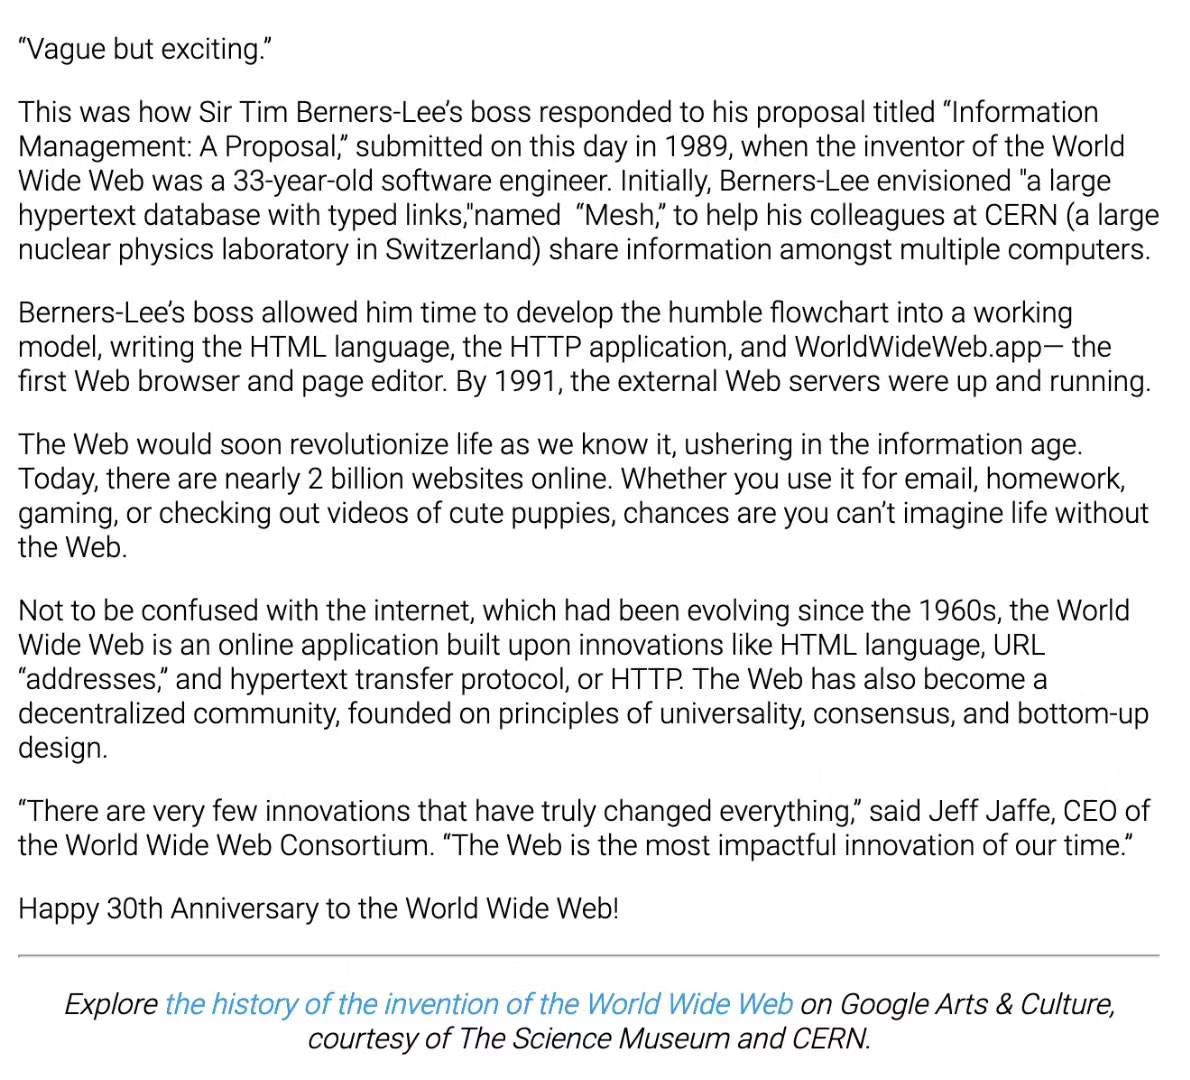 “Vague but exciting.”
This was how Sir Tim Berners-Lee’s boss responded to his proposal titled “Information
Management: A Proposal,” submitted on this day in 1989, when the inventor of the World
Wide Web was a 33-year-old software engineer. Initially, Berners-Lee envisioned "a large
hypertext database with typed links,"named  “Mesh,” to help his colleagues at CERN (a large
nuclear physics laboratory in Switzerland) share information amongst multiple computers.
Berners-Lee’s boss allowed him time to develop the humble flowchart into a working
model, writing the HTML language, the HTTP application, and WorldWideWeb.app— the
first Web browser and page editor. By 1991, the external Web servers were up and running.
The Web would soon revolutionize life as we know it, ushering in the information age.
Today, there are nearly 2 billion websites online. Whether you use it for email, homework,
gaming, or checking out videos of cute puppies, chances are you can’t imagine life without
the Web.
Not to be confused with the internet, which had been evolving since the 1960s, the World
Wide Web is an online application built upon innovations like HTML language, URL
“addresses,” and hypertext transfer protocol, or HTTP. The Web has also become a
decentralized community, founded on principles of universality, consensus, and bottom-up
design.
“There are very few innovations that have truly changed everything,” said Jeff Jaffe, CEO of
the World Wide Web Consortium. “The Web is the most impactful innovation of our time.”
Happy 30th Anniversary to the World Wide Web!
Explore the history of the invention of the World Wide Web on Google Arts & Culture,
courtesy of The Science Museum and CERN.